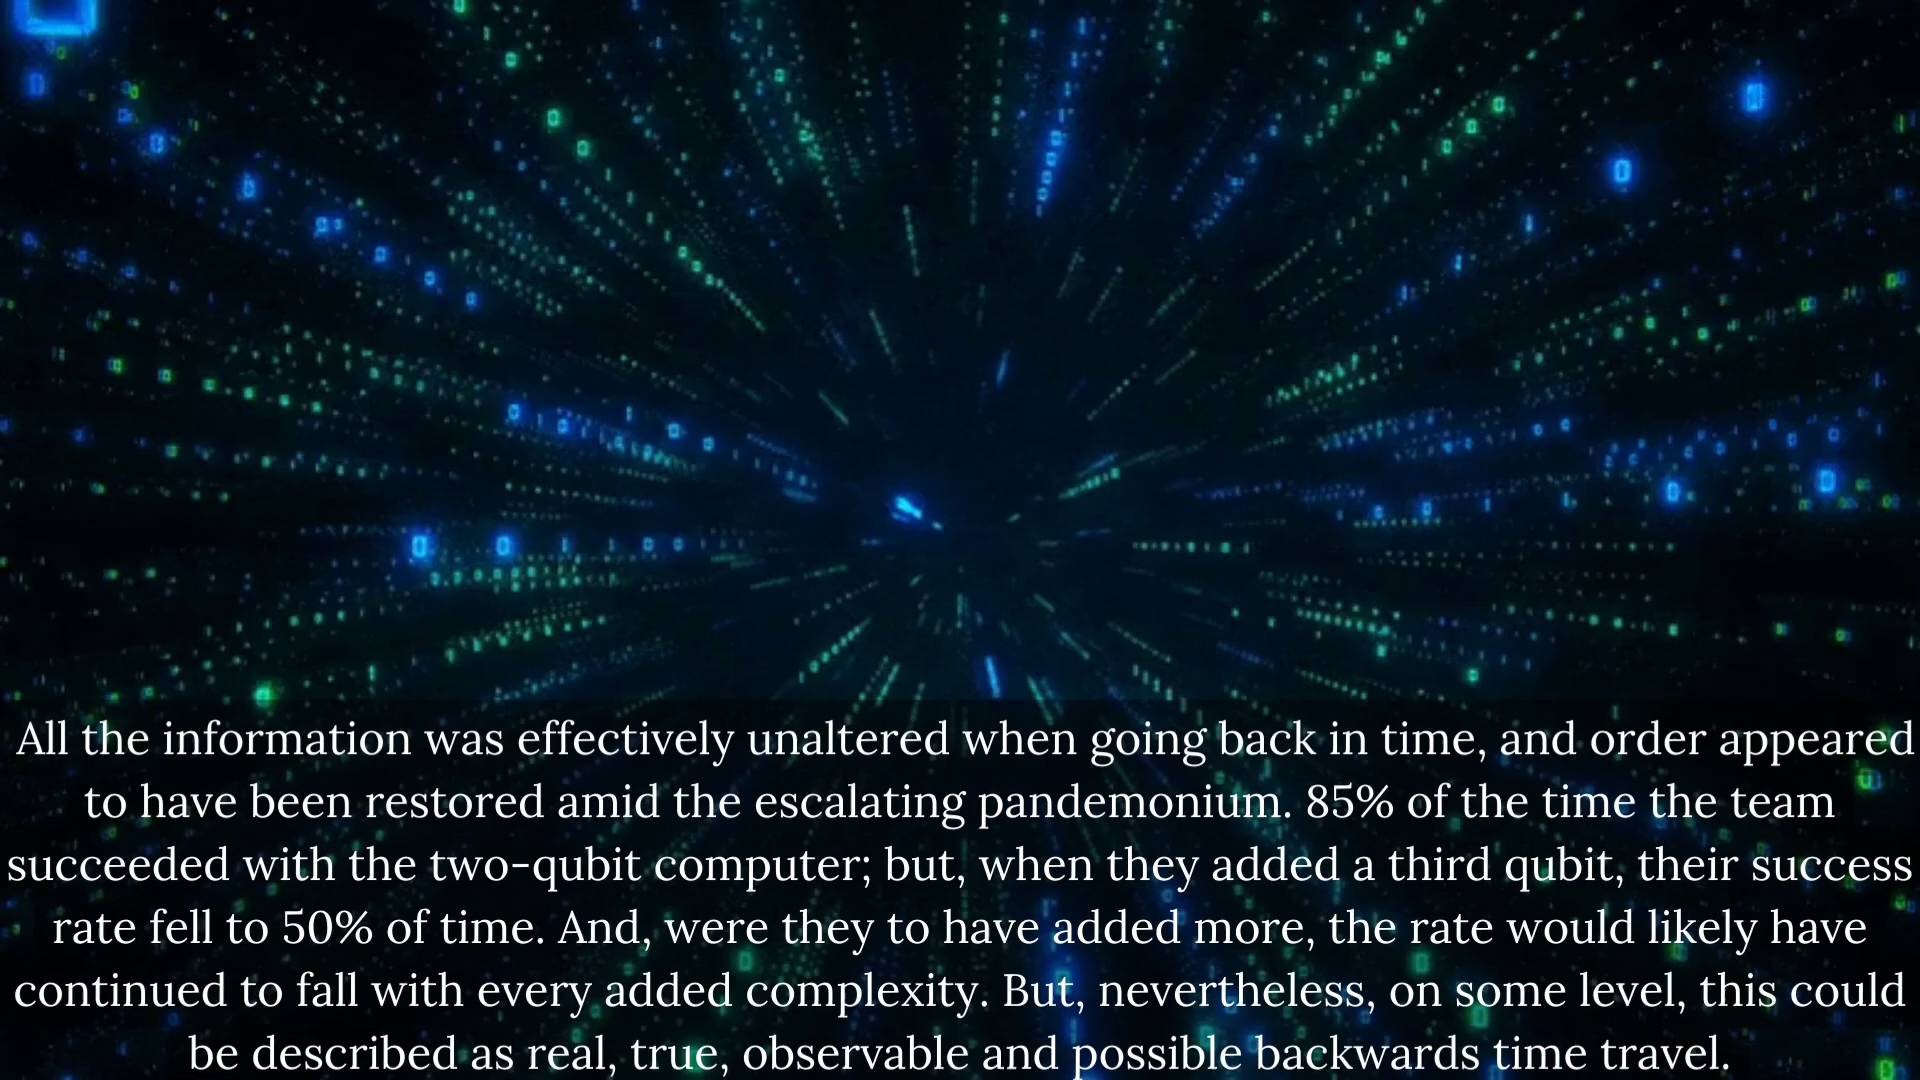 All the information was effectively unaltered when going back in time, and order appeared
to have been restored amid the escalating pandemonium. 85% of the time the team
succeeded with the two-qubit computer; but, when they added a third qubit, their success
rate fell to 50% of time. And, were they to have added more, the rate would likely have
continued to fall with every added complexity. But, nevertheless, on some level, this could
be described as real, true, observable and possible backwards time travel.